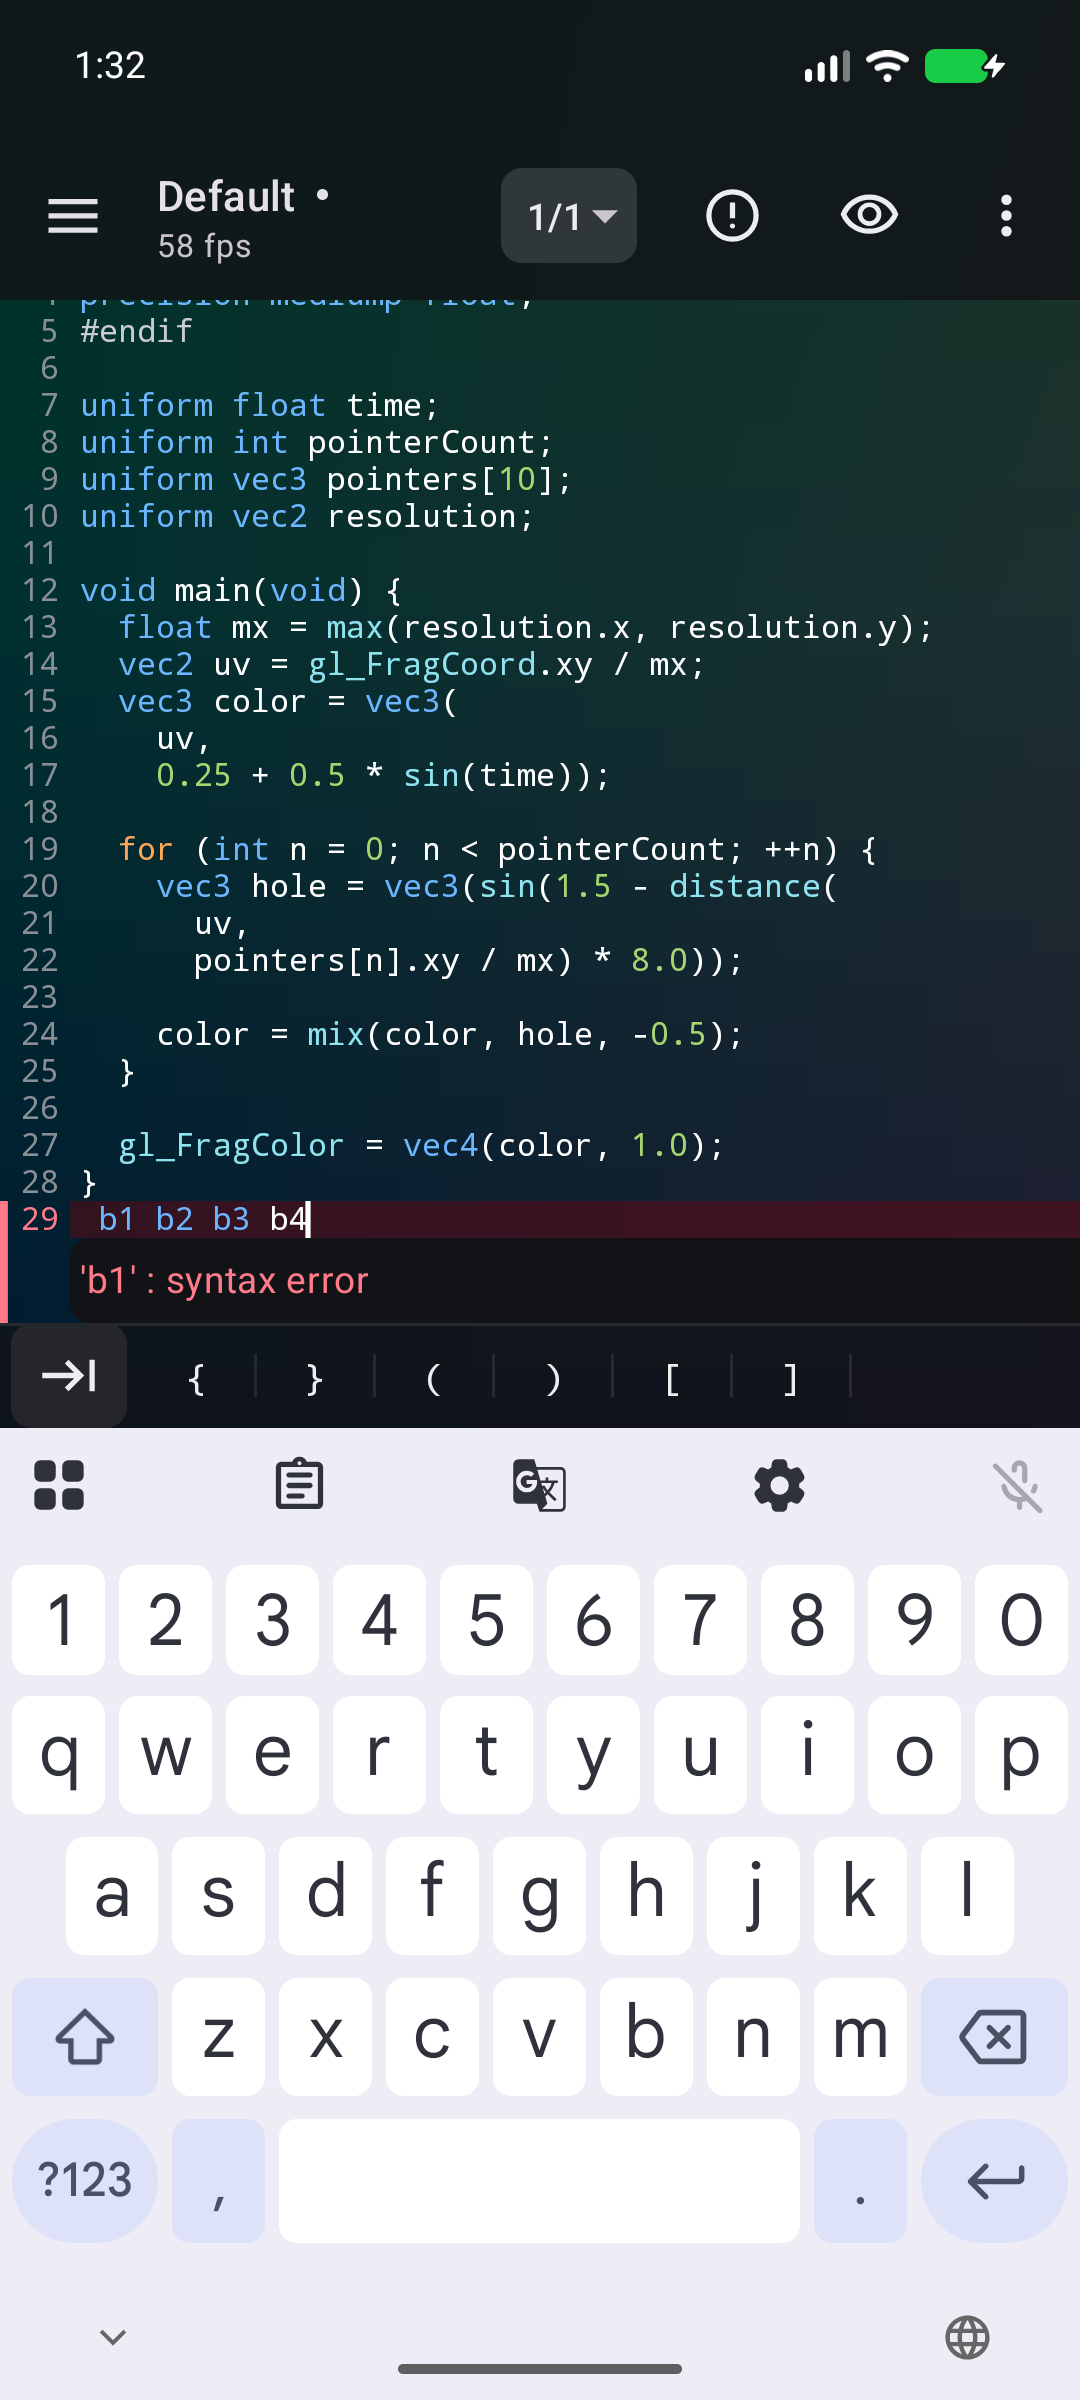 1:32
Default •
58 fps
1/1
5 #endif
6
7 uniform float time;
8 uniform int pointerCount;
9 uniform vec3 pointers[10];
10 uniform vec2 resolution;
11
12 void main(void) {
13 float mx = max(resolution.x, resolution.y);
14 vec2 uv = gl_FragCoord.xy / mx;
15 vec3 color = vec3(
16 uv,
17 0.25 + 0.5 * sin(time));
18
19 for (int n = 0; n < pointerCount; ++n) {
20 vec3 hole = vec3(sin(1.5 - distance(
21 uv,
22 pointers[n].xy / mx) * 8.0));
23
24 color = mix(color, hole, -0.5);
25 }
26
27 gl_FragColor = vec4(color, 1.0);
28 }
29 b1 b2 b3 b4
'b1' : syntax error
{ } ( ) [ ]
1 2 3 4 5 6 7 8 9 0
q w e r t y u i o p
a s d f g h j k l
z x c v b n m
?123 , .